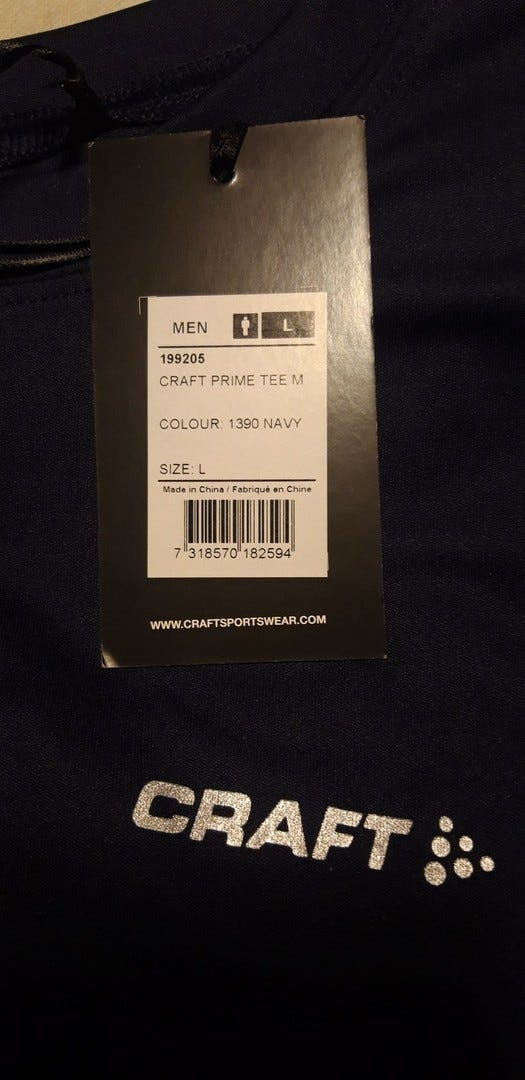 MEN L
199205
CRAFT PRIME TEE M
COLOUR: 1390 NAVY
SIZE: L
Made in China / Fabriqué en Chine
7 318570 182594
WWW.CRAFTSPORTSWEAR.COM
CRAFT